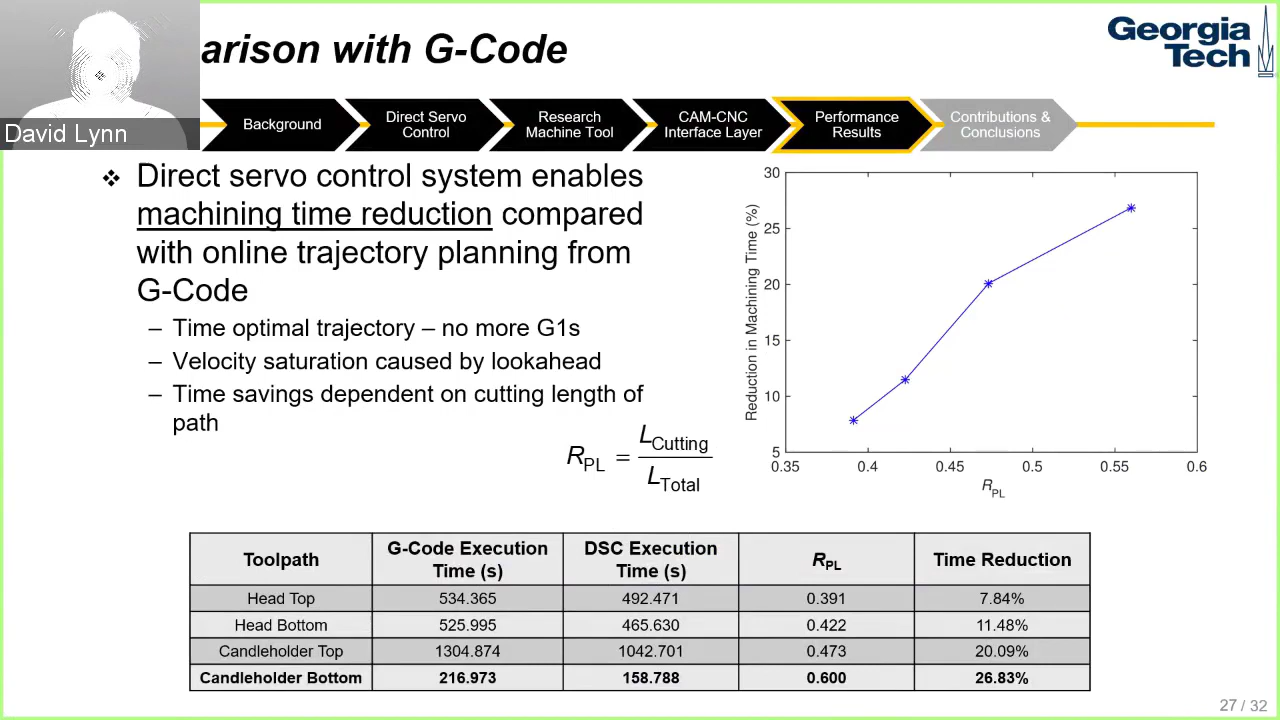 arison with G-Code
Georgia
Tech
David Lynn
Background
Direct Servo
Control
Research
Machine Tool
CAM-CNC
Interface Layer
Performance
Results
Contributions &
Conclusions
❖ Direct servo control system enables
machining time reduction compared
with online trajectory planning from
G-Code
– Time optimal trajectory – no more G1s
– Velocity saturation caused by lookahead
– Time savings dependent on cutting length of
path
R_PL = L_Cutting / L_Total
Reduction in Machining Time (%)
30
25
20
15
10
5
0.35 0.4 0.45 0.5 0.55 0.6
R_PL
Toolpath G-Code Execution Time (s) DSC Execution Time (s) R_PL Time Reduction
Head Top 534.365 492.471 0.391 7.84%
Head Bottom 525.995 465.630 0.422 11.48%
Candleholder Top 1304.874 1042.701 0.473 20.09%
Candleholder Bottom 216.973 158.788 0.600 26.83%
27 / 32